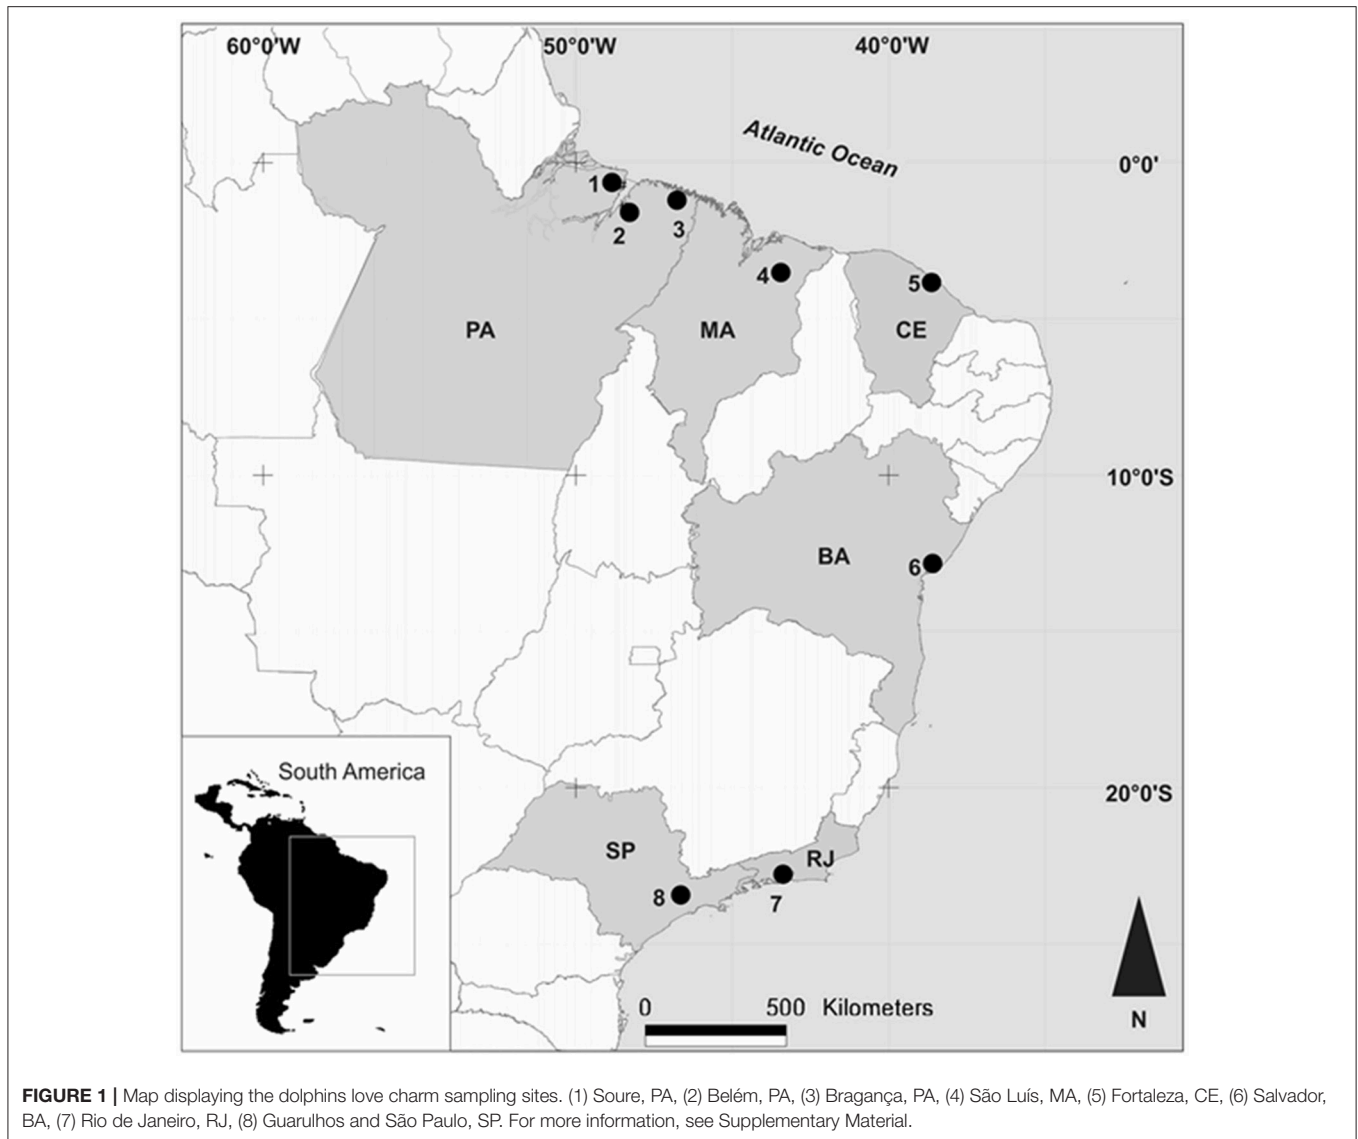 60°0'W 50°0'W 40°0'W
Atlantic Ocean
0°0'
1
2
3
4
5
PA
MA
CE
10°0'S
BA
6
South America
20°0'S
SP
RJ
8
7
0 500 Kilometers
N
FIGURE 1 | Map displaying the dolphins love charm sampling sites. (1) Soure, PA, (2) Belém, PA, (3) Bragança, PA, (4) São Luís, MA, (5) Fortaleza, CE, (6) Salvador,
BA, (7) Rio de Janeiro, RJ, (8) Guarulhos and São Paulo, SP. For more information, see Supplementary Material.